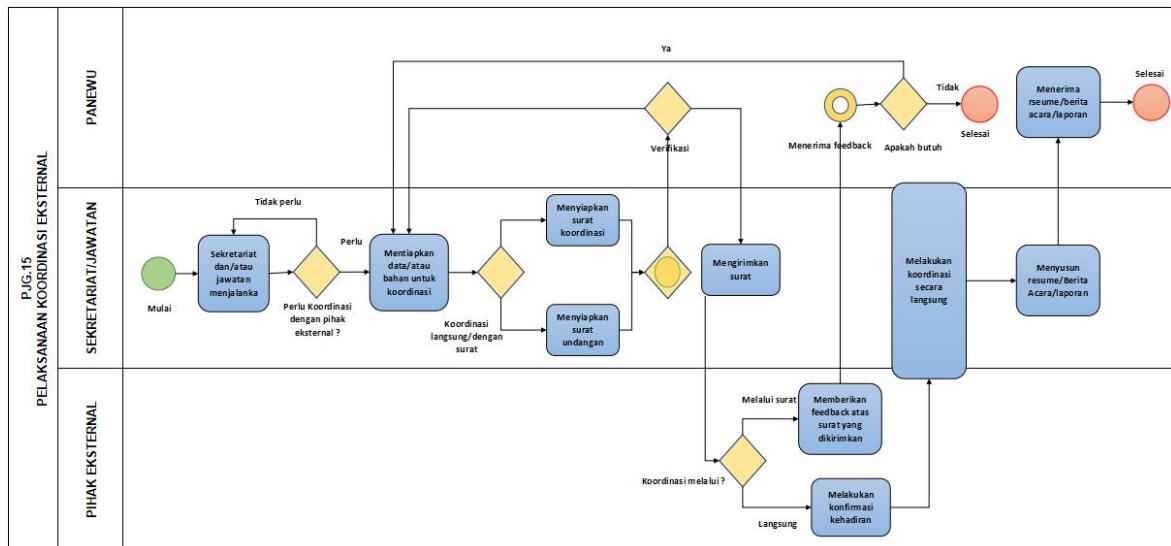 PJG.15
PELAKSANAAN KOORDINASI EKSTERNAL
PANEWU
Ya
Verifikasi
Menerima feedback
Apakah butuh
Tidak
Selesai
Menerima
rseume/berita
acara/laporan
Selesai
SEKRETARIAT/JAWATAN
Mulai
Tidak perlu
Sekretariat
dan/atau
jawatan
menjalanka
Perlu Koordinasi
dengan pihak
eksternal ?
Perlu
Mentiapkan
data/atau
bahan untuk
koordinasi
Koordinasi
langsung/dengan
surat
Menyiapkan
surat
koordinasi
Menyiapkan
surat
undangan
Mengirimkan
surat
Melakukan
koordinasi
secara
langsung
Menyusun
resume/Berita
Acara/laporan
PIHAK EKSTERNAL
Koordinasi melalui ?
Melalui surat
Memberikan
feedback atas
surat yang
dikirimkan
Langsung
Melakukan
konfirmasi
kehadiran